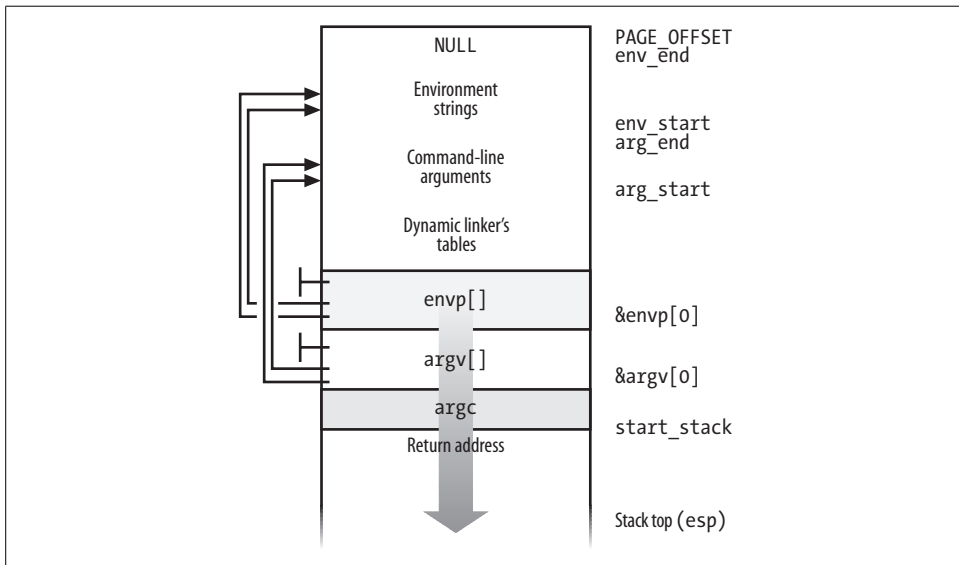 NULL
PAGE_OFFSET
env_end
Environment
strings
env_start
arg_end
Command-line
arguments
arg_start
Dynamic linker's
tables
envp[]
&envp[0]
argv[]
&argv[0]
argc
start_stack
Return address
Stack top (esp)